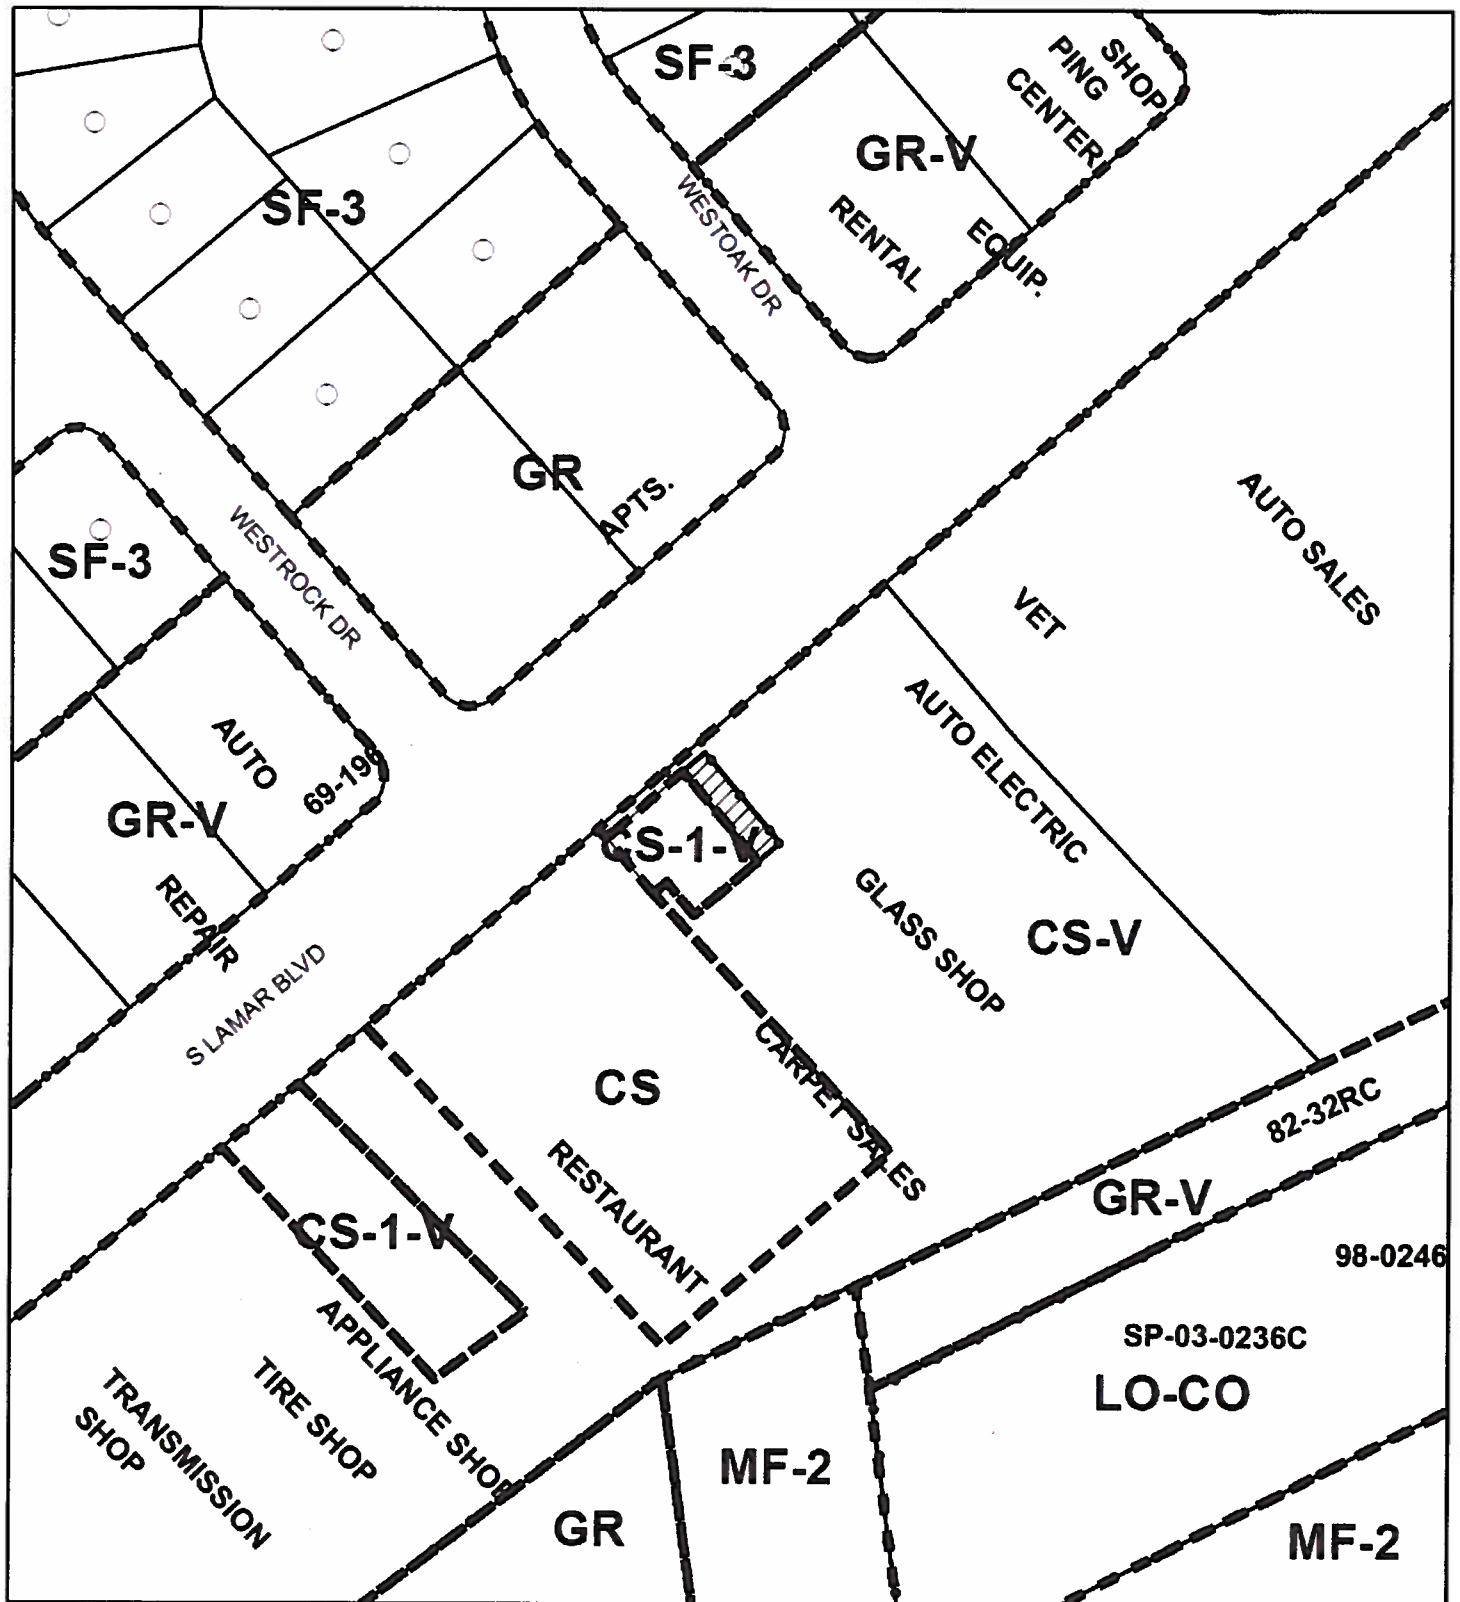 SF-3
SHOP
PING
CENTER
GR-V
RENTAL
EQUIP.
WESTOAK DR
SF-3
GR
APTS.
WESTROCK DR
SF-3
AUTO SALES
VET
AUTO ELECTRIC
AUTO
GR-V
REPAIR
CS-1-V
GLASS SHOP
CS-V
S LAMAR BLVD
CARPET SALES
CS
RESTAURANT
82-32RC
GR-V
CS-1-V
98-0246
APPLIANCE SHOP
SP-03-0236C
LO-CO
TIRE SHOP
TRANSMISSION
SHOP
MF-2
GR
MF-2